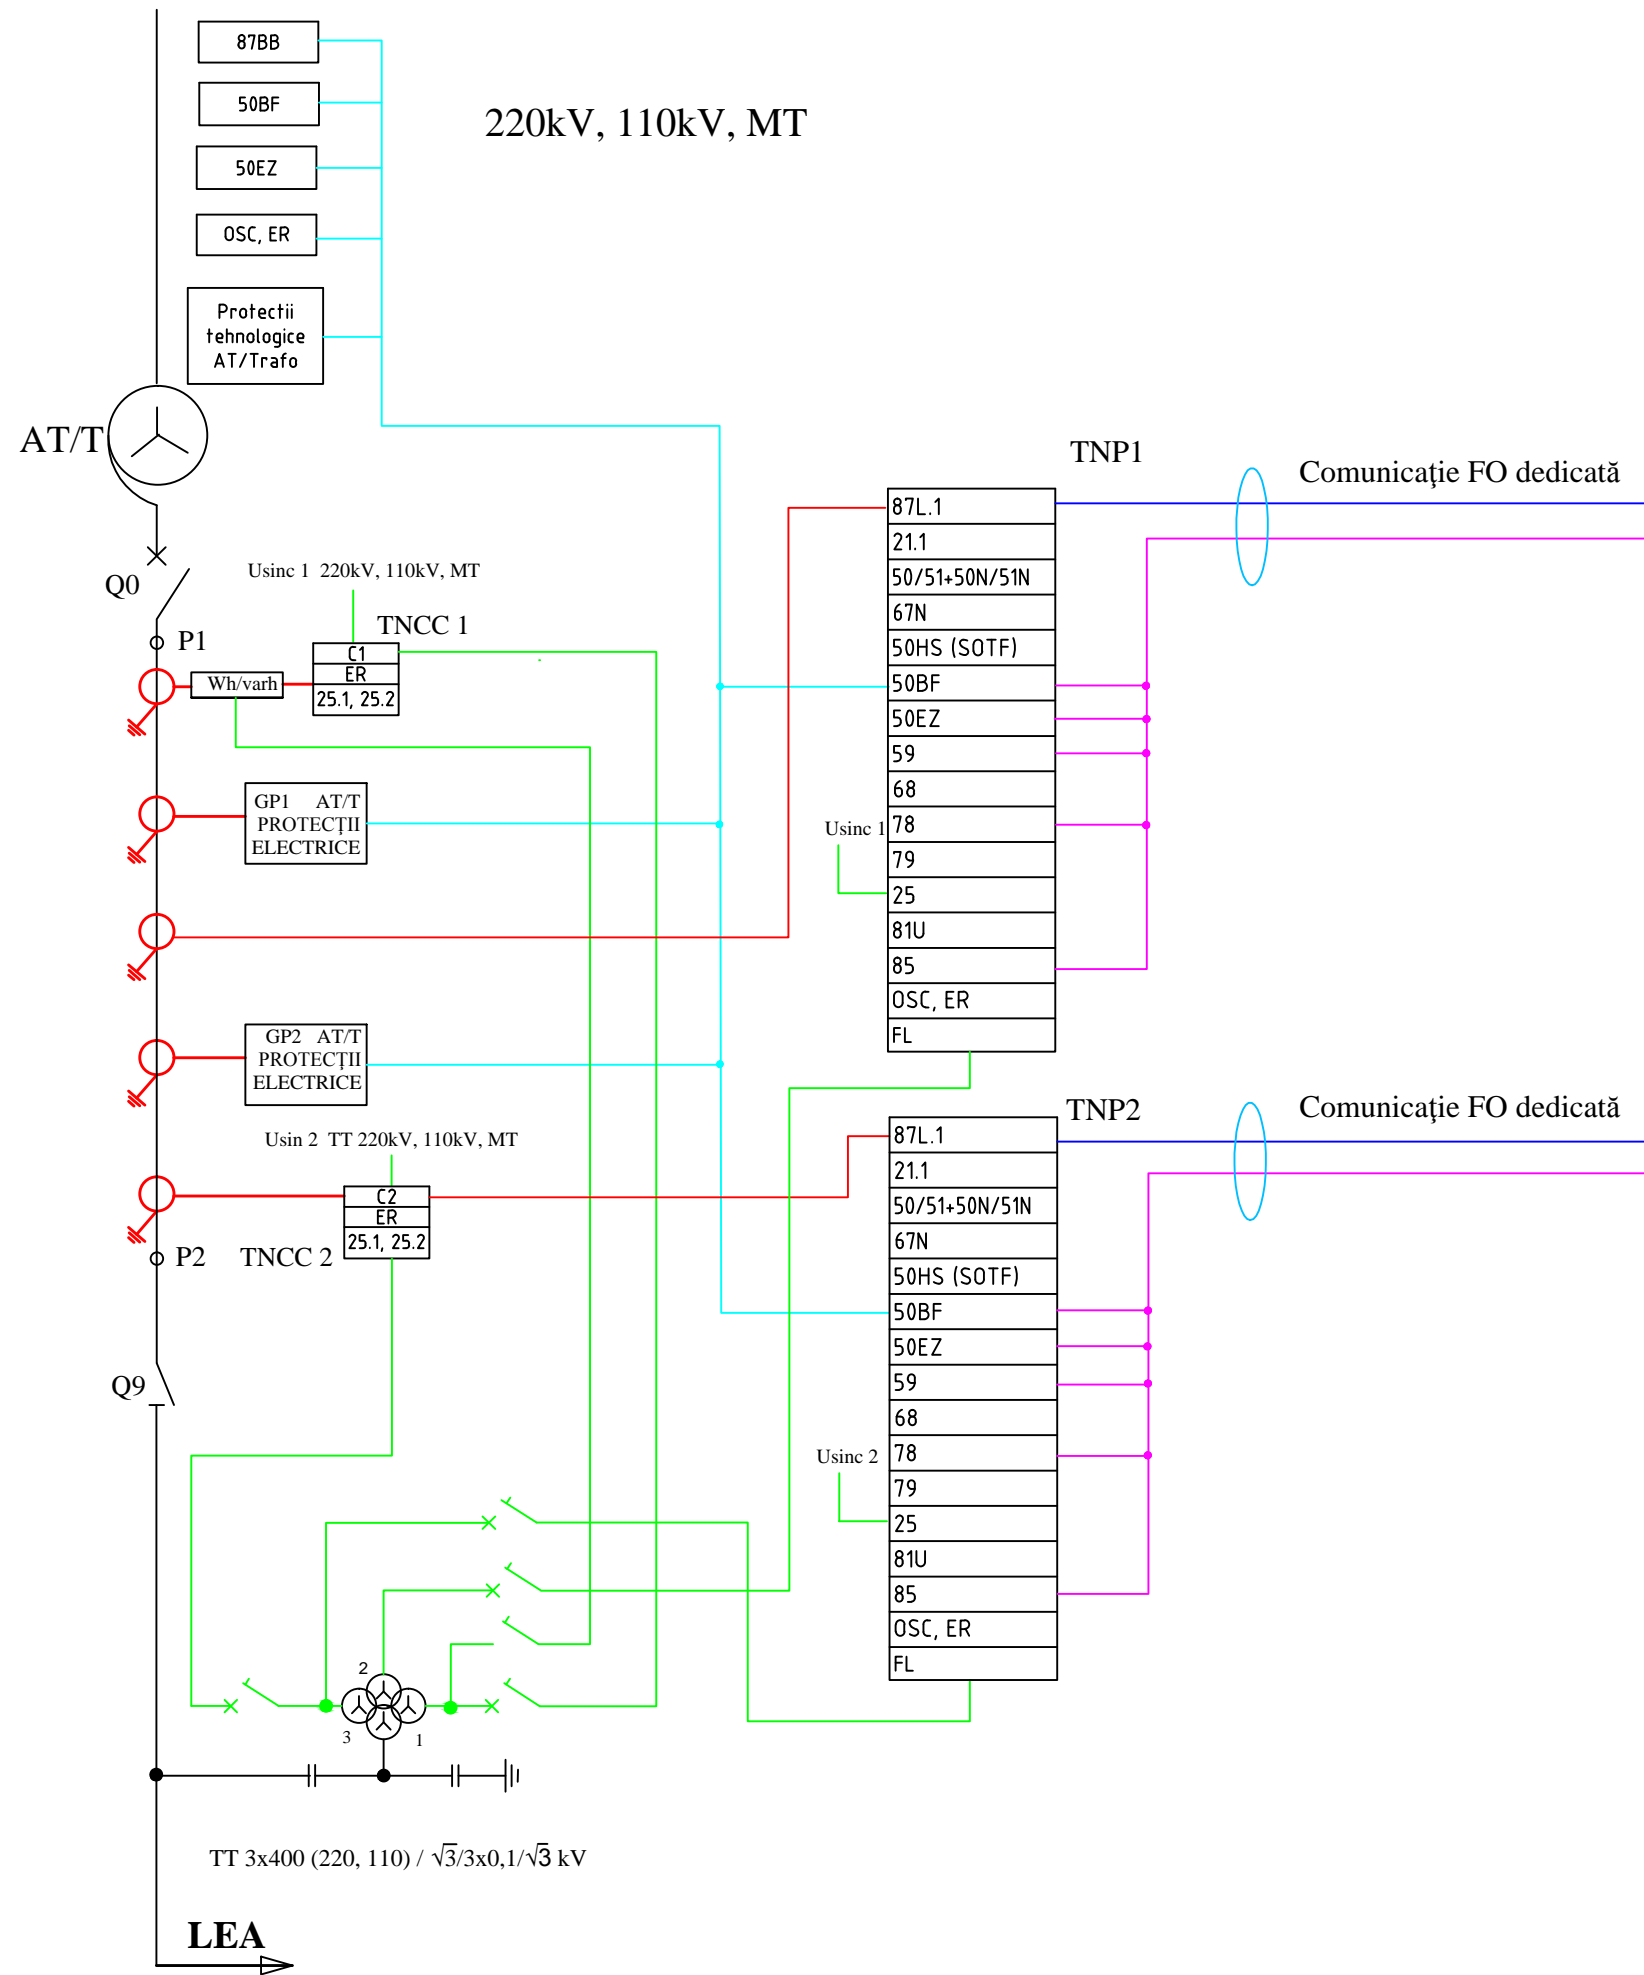 87BB
50BF
220kV, 110kV, MT
50EZ
OSC, ER
Protectii
tehnologice
AT/Trafo
AT/T
Q0
Usinc 1 220kV, 110kV, MT
TNCC 1
P1
C1
ER
25.1, 25.2
Wh/varh
GP1 AT/T
PROTECŢII
ELECTRICE
GP2 AT/T
PROTECŢII
ELECTRICE
Usin 2 TT 220kV, 110kV, MT
C2
ER
25.1, 25.2
P2
TNCC 2
Q9
TNP1
Comunicaţie FO dedicată
87L.1
21.1
50/51+50N/51N
67N
50HS (SOTF)
50BF
50EZ
59
68
Usinc 1
78
79
25
81U
85
OSC, ER
FL
TNP2
Comunicaţie FO dedicată
87L.1
21.1
50/51+50N/51N
67N
50HS (SOTF)
50BF
50EZ
59
68
Usinc 2
78
79
25
81U
85
OSC, ER
FL
2
3
1
TT 3x400 (220, 110) / √3/3x0,1/√3 kV
LEA